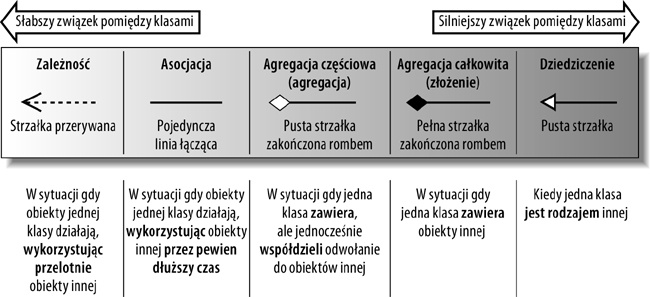 Słabszy związek pomiędzy klasami
Silniejszy związek pomiędzy klasami
Zależność
Strzałka przerywana
Asocjacja
Pojedyncza
linia łącząca
Agregacja częściowa
(agregacja)
Pusta strzałka
zakończona rombem
Agregacja całkowita
(złożenie)
Pełna strzałka
zakończona rombem
Dziedziczenie
Pusta strzałka
W sytuacji gdy
obiekty jednej
klasy działają,
wykorzystując
przelotnie
obiekty innej
W sytuacji gdy obiekty
jednej klasy działają,
wykorzystując obiekty
innej przez pewien
dłuższy czas
W sytuacji gdy jedna
klasa zawiera,
ale jednocześnie
współdzieli odwołanie
do obiektów innej
W sytuacji gdy
jedna klasa zawiera
obiekty innej
Kiedy jedna klasa
jest rodzajem innej